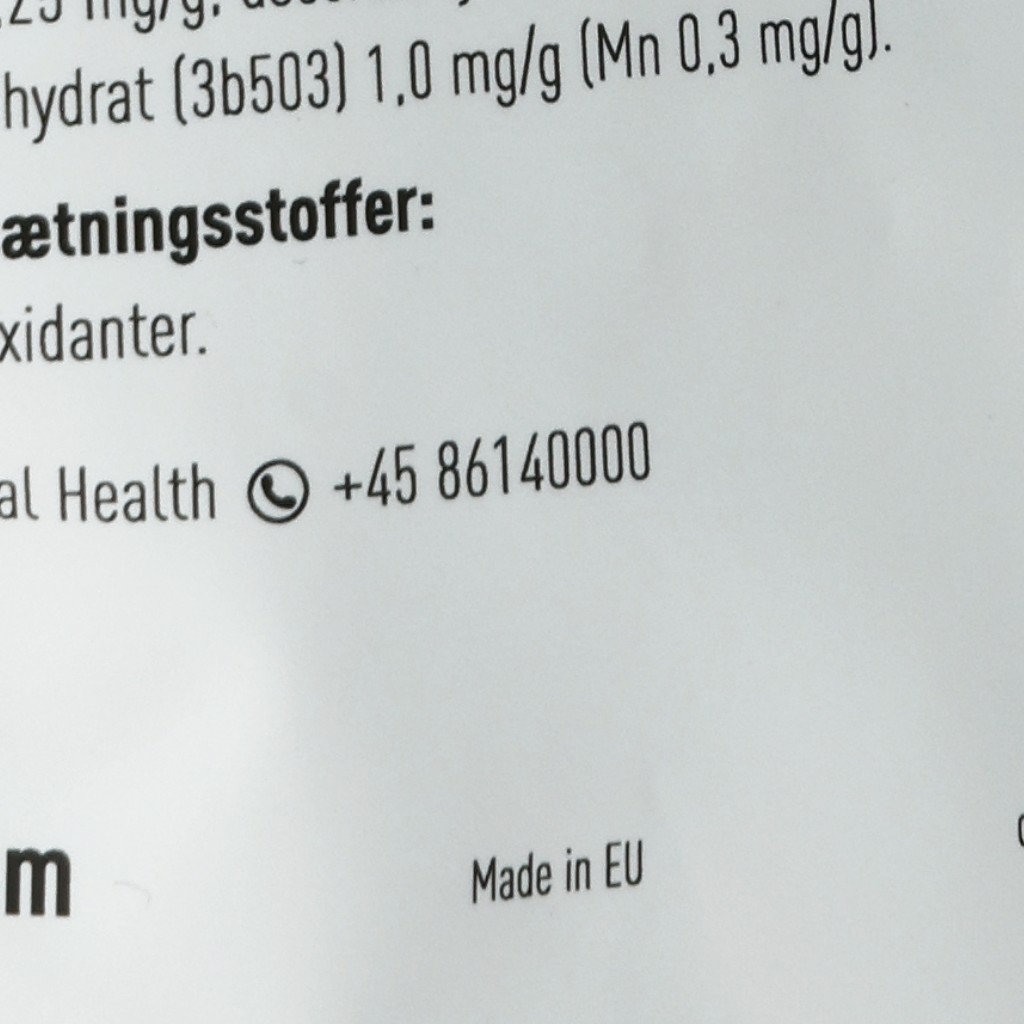 hydrat (3b503) 1,0 mg/g (Mn 0,3 mg/g).
ætningsstoffer:
xidanter.
al Health +45 86140000
m
Made in EU